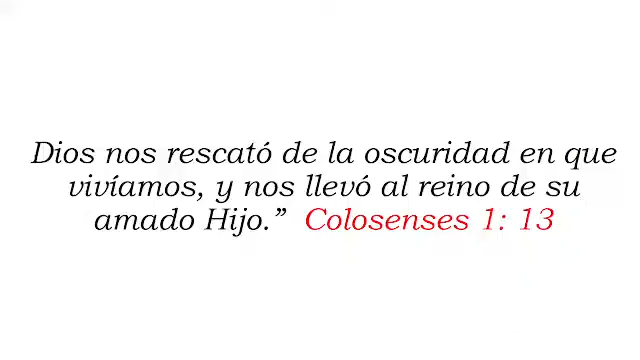 Dios nos rescató de la oscuridad en que
vivíamos, y nos llevó al reino de su
amado Hijo.” Colosenses 1: 13